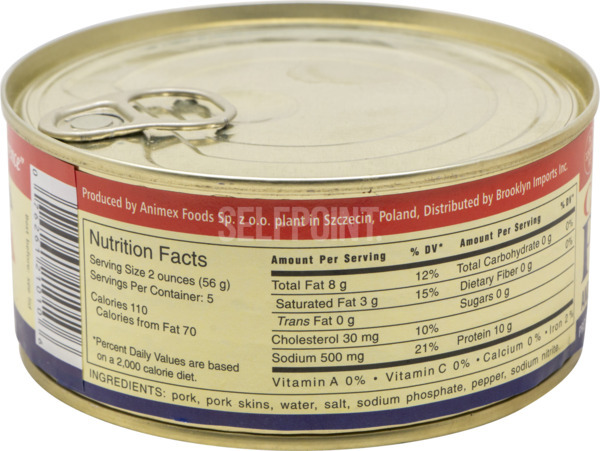 Produced by Animex Foods Sp. z.o.o. plant in Szczecin, Poland, Distributed by Brooklyn Imports Inc.
SELFPOINT
Nutrition Facts
Serving Size 2 ounces (56 g)
Servings Per Container: 5
Calories 110
Calories from Fat 70
*Percent Daily Values are based
on a 2,000 calorie diet.
Amount Per Serving % DV*
Total Fat 8 g 12%
Saturated Fat 3 g 15%
Trans Fat 0 g
Cholesterol 30 mg 10%
Sodium 500 mg 21%
Amount Per Serving % DV*
Total Carbohydrate 0 g 0%
Dietary Fiber 0 g 0%
Sugars 0 g
Protein 10 g
Vitamin A 0% • Vitamin C 0% • Calcium 0% • Iron 2%
INGREDIENTS: pork, pork skins, water, salt, sodium phosphate, pepper, sodium nitrite.